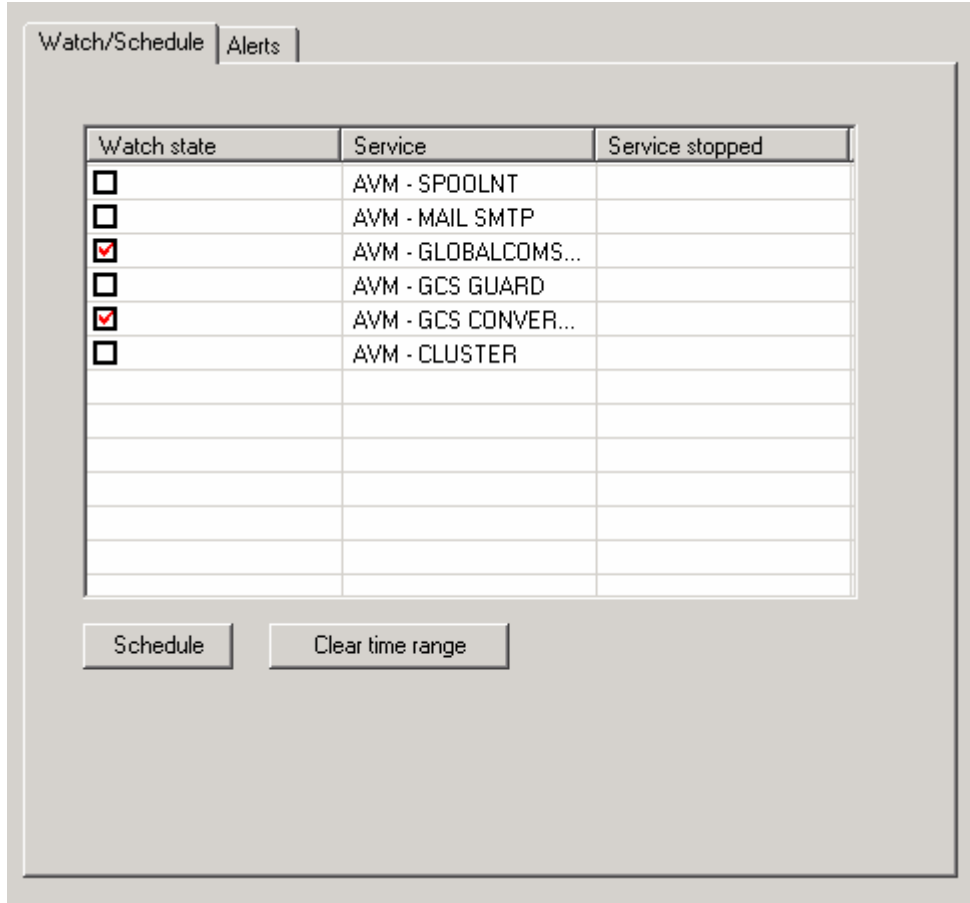 Watch/Schedule Alerts
Watch state Service Service stopped
AVM - SPOOLNT
AVM - MAIL SMTP
AVM - GLOBALCOMS...
AVM - GCS GUARD
AVM - GCS CONVER...
AVM - CLUSTER
Schedule Clear time range